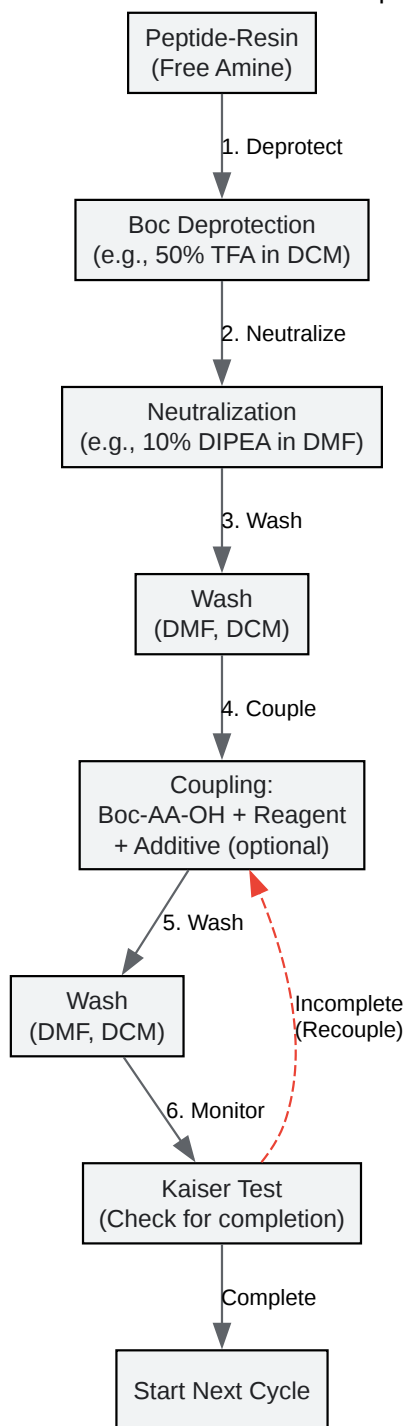 Peptide-Resin
(Free Amine)
1. Deprotect
Boc Deprotection
(e.g., 50% TFA in DCM)
2. Neutralize
Neutralization
(e.g., 10% DIPEA in DMF)
3. Wash
Wash
(DMF, DCM)
4. Couple
Coupling:
Boc-AA-OH + Reagent
+ Additive (optional)
5. Wash
Wash
(DMF, DCM)
Incomplete
(Recouple)
6. Monitor
Kaiser Test
(Check for completion)
Complete
Start Next Cycle